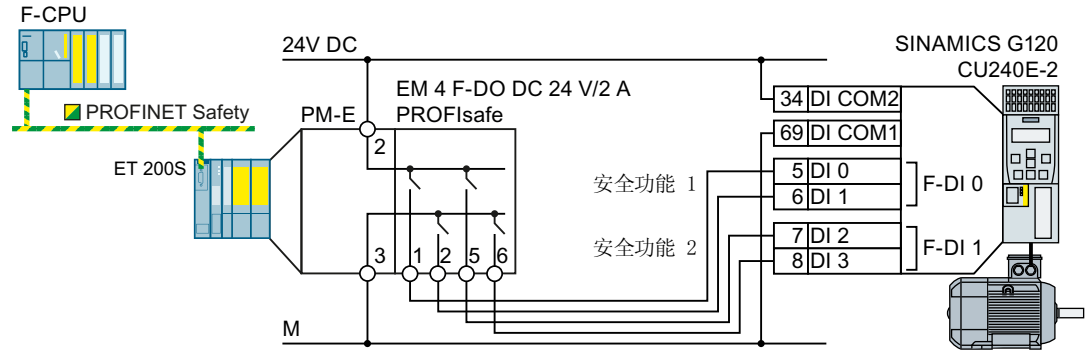 F-CPU
24V DC
SINAMICS G120
CU240E-2
EM 4 F-DO DC 24 V/2 A
PROFIsafe
PROFINET Safety
PM-E
34 DI COM2
69 DI COM1
2
ET 200S
安全功能 1
5 DI 0
6 DI 1
F-DI 0
安全功能 2
7 DI 2
8 DI 3
F-DI 1
3 1 2 5 6
M